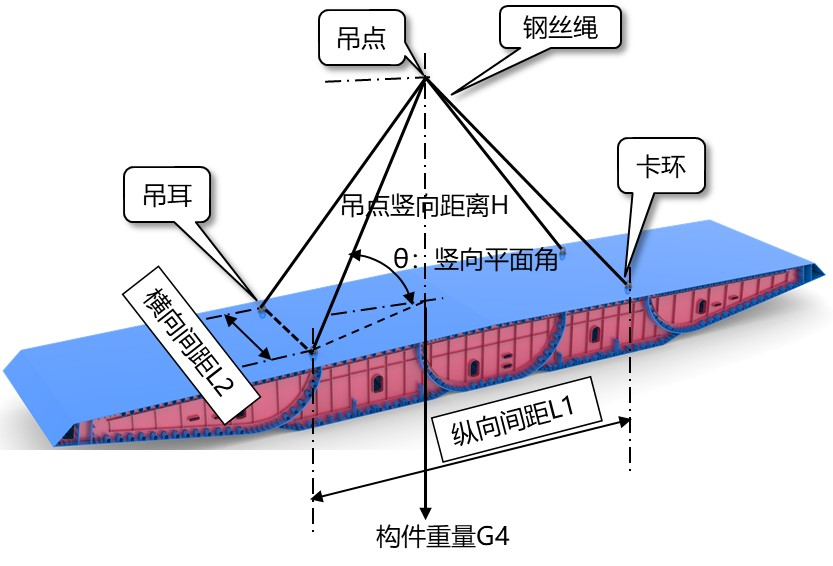 吊点
钢丝绳
卡环
吊耳
吊点竖向距离H
θ：竖向平面角
横向间距L2
纵向间距L1
构件重量G4